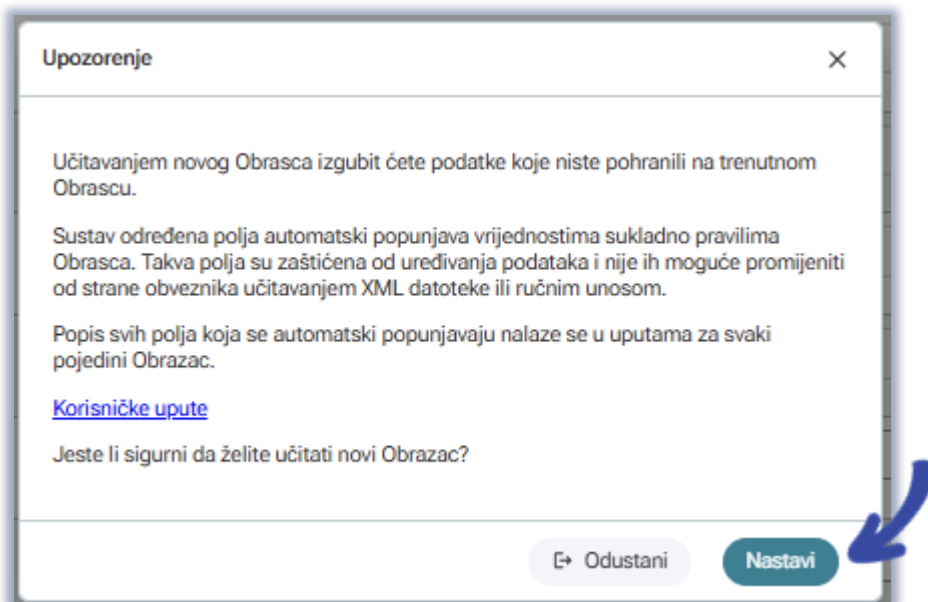 Upozorenje
Učitavanjem novog Obrasca izgubit ćete podatke koje niste pohranili na trenutnom
Obrascu.
Sustav određena polja automatski popunjava vrijednostima sukladno pravilima
Obrasca. Takva polja su zaštićena od uređivanja podataka i nije ih moguće promijeniti
od strane obveznika učitavanjem XML datoteke ili ručnim unosom.
Popis svih polja koja se automatski popunjavaju nalaze se u uputama za svaki
pojedini Obrazac.
Korisničke upute
Jeste li sigurni da želite učitati novi Obrazac?
Odustani
Nastavi